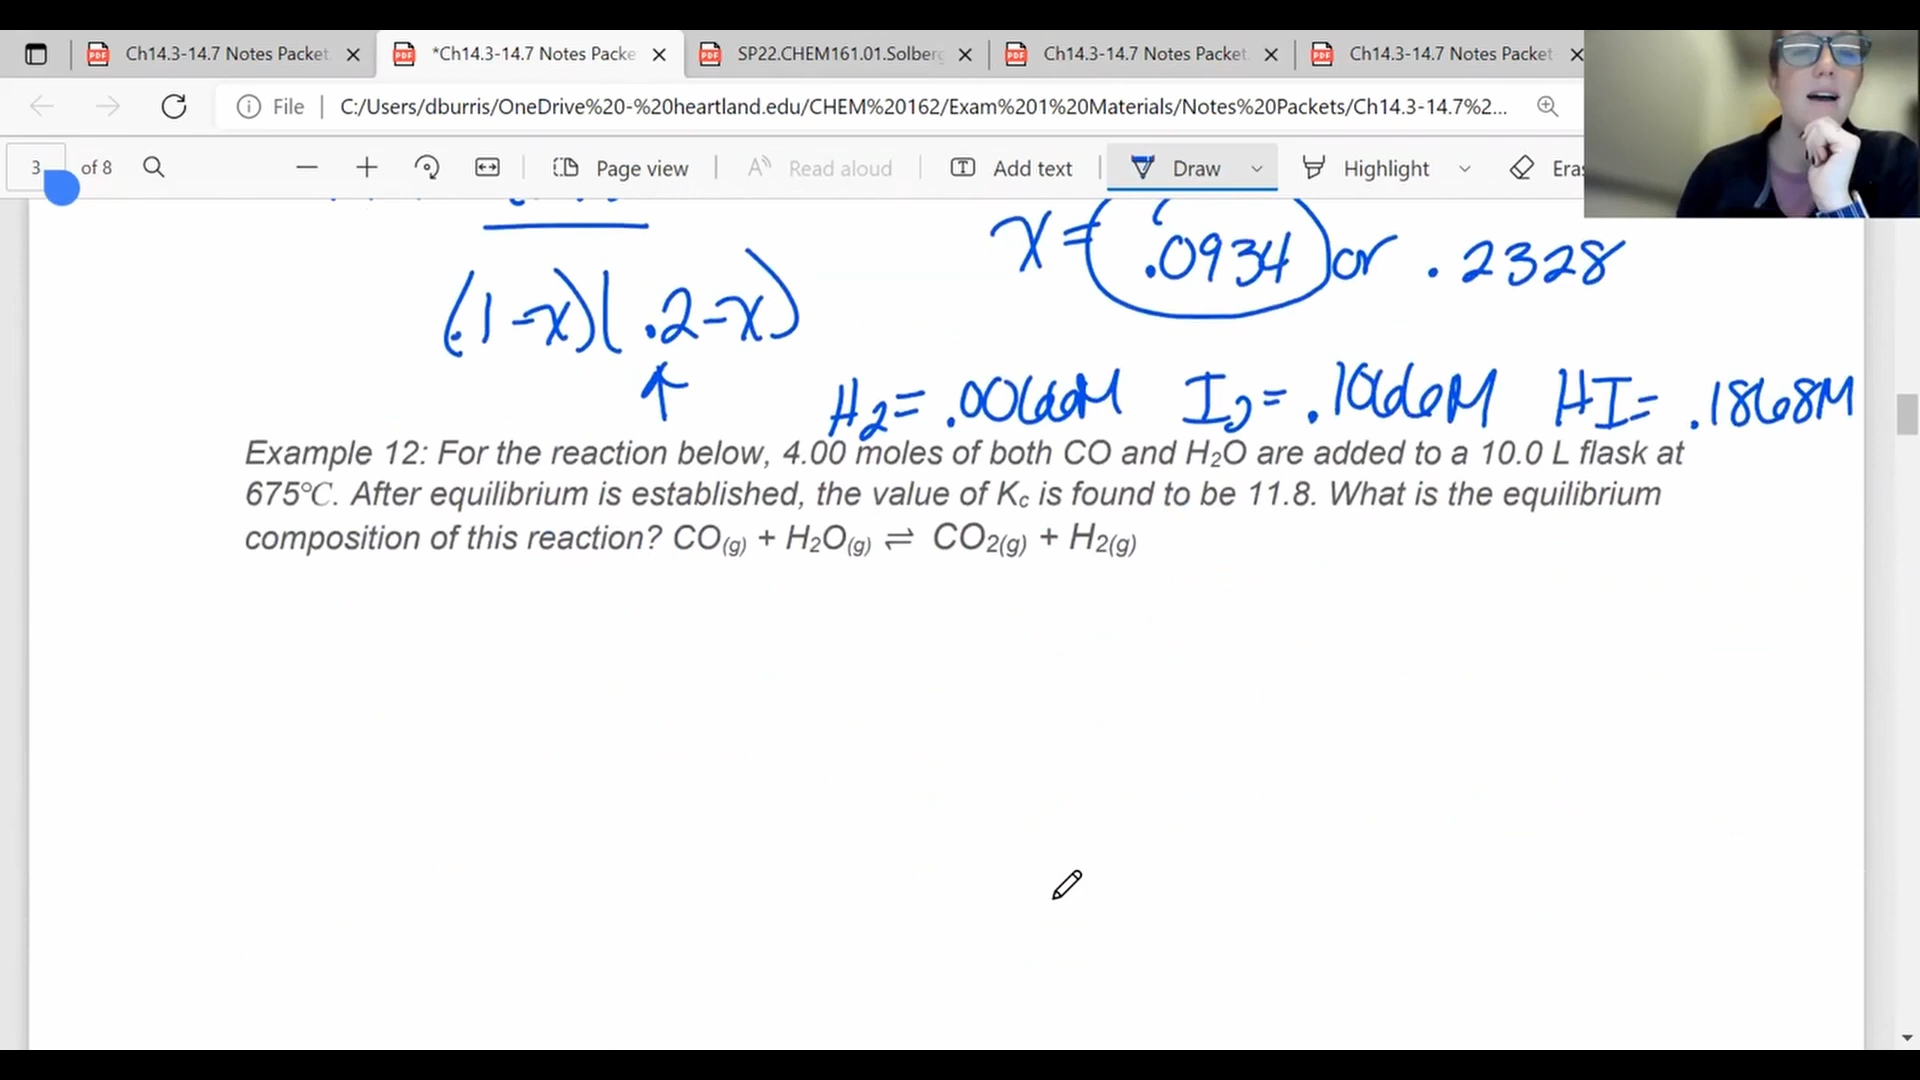 Ch14.3-14.7 Notes Packet
*Ch14.3-14.7 Notes Packe
SP22.CHEM161.01.Solberg
Ch14.3-14.7 Notes Packet
Ch14.3-14.7 Notes Packet
File
C:/Users/dburris/OneDrive%20-%20heartland.edu/CHEM%20162/Exam%201%20Materials/Notes%20Packets/Ch14.3-14.7%2...
3 of 8
Page view
Read aloud
Add text
Draw
Highlight
Eras
x = .0934 or .2328
(.1-x)(.2-x)
H2 = .0066M I2 = .1066M HI = .1868M
Example 12: For the reaction below, 4.00 moles of both CO and H₂O are added to a 10.0 L flask at
675°C. After equilibrium is established, the value of Kc is found to be 11.8. What is the equilibrium
composition of this reaction? CO(g) + H₂O(g) ⇌ CO2(g) + H2(g)